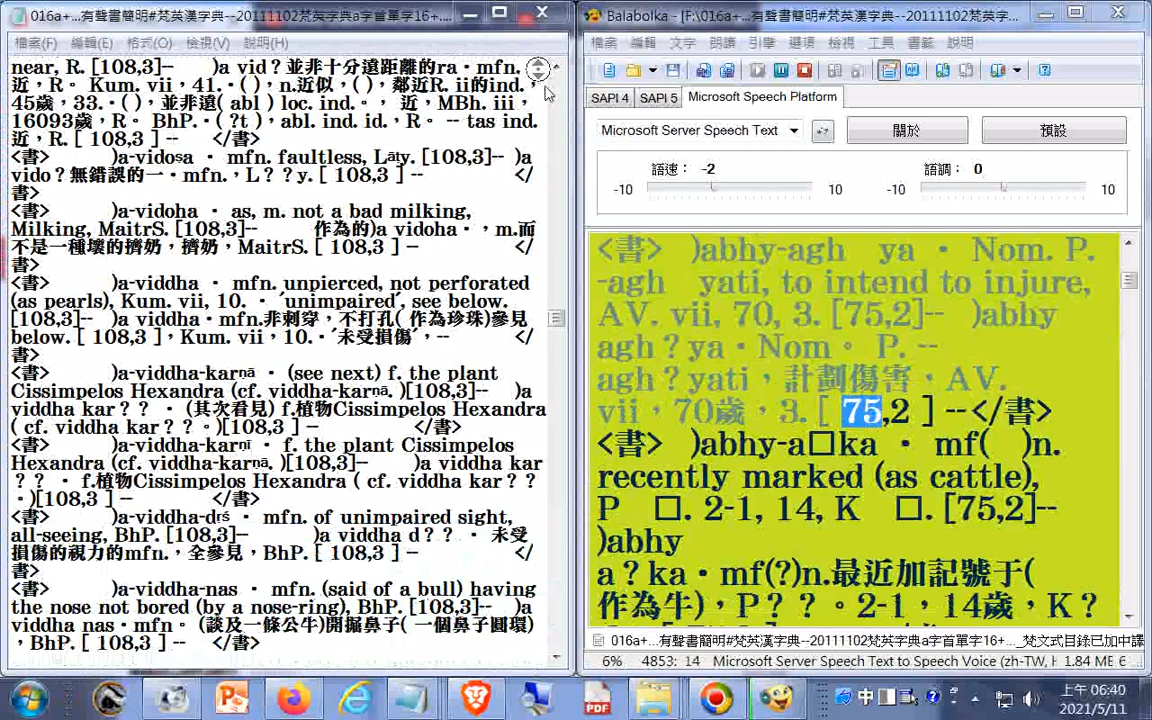 016a+...有聲書簡明#梵英漢字典--20111102梵英字典a字首單字16+...
檔案(F) 編輯(E) 格式(O) 檢視(V) 說明(H)
near, R. [108,3]-- )a vid？並非十分遠距離的ra・mfn.
近，R。 Kum. vii，41.・( )，n.近似，( )，鄰近R. ii的ind.，
45歲，33.・( )，並非遠( abl ) loc. ind.。， 近，MBh. iii，
16093歲，R。 BhP.・( ?t )，abl. ind. id.，R。 -- tas ind.
近，R. [ 108,3 ] -- </書>
<書> )a-vidoṣa ・ mfn. faultless, Lāṭy. [108,3]-- )a
vido？無錯誤的一・mfn.，L？？y. [ 108,3 ] -- </
書>
<書> )a-vidoha ・ as, m. not a bad milking,
Milking, MaitrS. [108,3]-- 作為的)a vidoha・，m.而
不是一種壞的擠奶，擠奶，MaitrS. [ 108,3 ] -- </
書>
<書> )a-viddha ・ mfn. unpierced, not perforated
(as pearls), Kum. vii, 10. ・ 'unimpaired', see below.
[108,3]-- )a viddha・mfn.非刺穿，不打孔( 作為珍珠)參見
below. [ 108,3 ]，Kum. vii，10.・'未受損傷'，--
書>
<書> )a-viddha-karṇā ・ (see next) f. the plant
Cissimpelos Hexandra (cf. viddha-karṇā. )[108,3]-- )a
viddha kar？？・ (其次看見) f.植物Cissimpelos Hexandra
( cf. viddha kar？？。)[108,3 ] -- </書>
<書> )a-viddha-karṇī ・ f. the plant Cissimpelos
Hexandra (cf. viddha-karṇā. )[108,3]-- )a viddha kar
？？・ f.植物Cissimpelos Hexandra ( cf. viddha kar？？
・)[108,3 ] -- </書>
<書> )a-viddha-dṛś ・ mfn. of unimpaired sight,
all-seeing, BhP. [108,3]-- )a viddha d？？・ 未受
損傷的視力的mfn.，全參見，BhP. [ 108,3 ] -- </
書>
<書> )a-viddha-nas ・ mfn. (said of a bull) having
the nose not bored (by a nose-ring), BhP. [108,3]-- )a
viddha nas・mfn。 (談及一條公牛)開掘鼻子( 一個鼻子圓環)
，BhP. [ 108,3 ] -- </書>
Balabolka - [F:\016a+...有聲書簡明#梵英漢字典--20111102梵英字...
檔案 編輯 文字 朗讀 引擎 選項 檢視 工具 書籤 說明
SAPI 4 SAPI 5 Microsoft Speech Platform
Microsoft Server Speech Text 關於 預設
語速： -2 語調： 0
-10 10 -10 10
<書> )abhy-agh ya ・ Nom. P.
-agh yati, to intend to injure,
AV. vii, 70, 3. [75,2]-- )abhy
agh？ya・Nom。 P. --
agh？yati，計劃傷害，AV.
vii，70歲，3. [ 75,2 ] --</書>
<書> )abhy-a□ka ・ mf( )n.
recently marked (as cattle),
P □. 2-1, 14, K □. [75,2]--
)abhy
a？ka・mf(?)n.最近加記號于(
作為牛)，P？？。2-1，14歲，K？
016a+...有聲書簡明#梵英漢字典--20111102梵英字典a字首單字16+..._梵文式目錄已加中譯
6% 4853: 14 Microsoft Server Speech Text to Speech Voice (zh-TW, H 1.84 MB 6
中
上午 06:40
2021/5/11